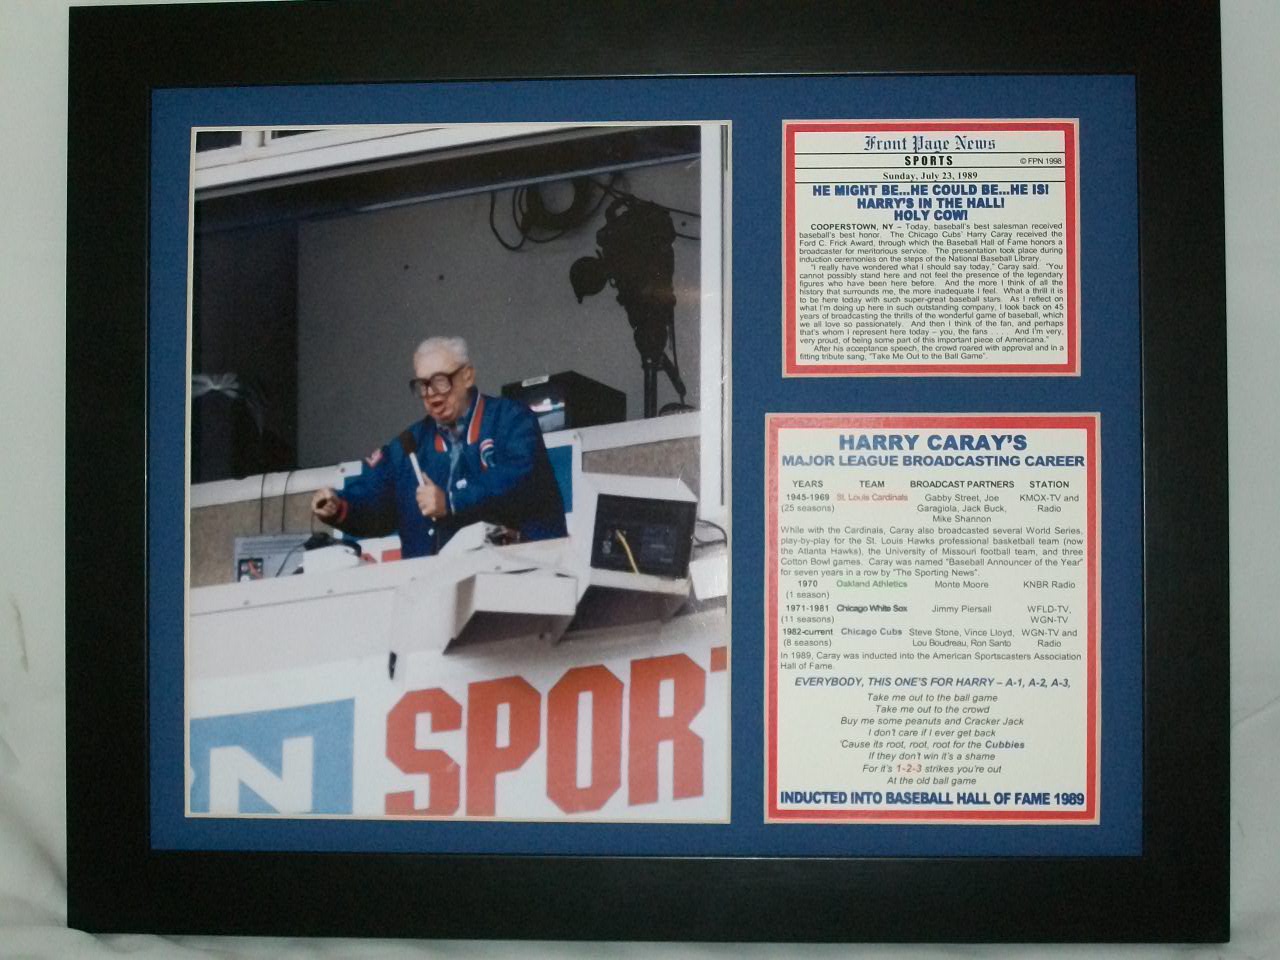 N SPOR
Front Page News
SPORTS © FPN 1998
Sunday, July 23, 1989
HE MIGHT BE...HE COULD BE...HE IS!
HARRY'S IN THE HALL!
HOLY COW!
COOPERSTOWN, NY – Today, baseball's best salesman received
baseball's best honor. The Chicago Cubs' Harry Caray received the
Ford C. Frick Award, through which the Baseball Hall of Fame honors a
broadcaster for meritorious service. The presentation took place during
induction ceremonies on the steps of the National Baseball Library.
"I really have wondered what I should say today," Caray said. "You
cannot possibly stand here and not feel the presence of the legendary
figures who have been here before. And the more I think of all the
history that surrounds me, the more inadequate I feel. What a thrill it is
to be here today with such super-great baseball stars. As I reflect on
what I'm doing up here in such outstanding company, I look back on 45
years of broadcasting the thrills of the wonderful game of baseball, which
we all love so passionately. And then I think of the fan, and perhaps
that's whom I represent here today – you, the fans . . . . And I'm very,
very proud, of being some part of this important piece of Americana."
After his acceptance speech, the crowd roared with approval and in a
fitting tribute sang, "Take Me Out to the Ball Game".
HARRY CARAY'S
MAJOR LEAGUE BROADCASTING CAREER
YEARS TEAM BROADCAST PARTNERS STATION
1945-1969 St. Louis Cardinals Gabby Street, Joe KMOX-TV and
(25 seasons) Garagiola, Jack Buck, Radio
Mike Shannon
While with the Cardinals, Caray also broadcasted several World Series,
play-by-play for the St. Louis Hawks professional basketball team (now
the Atlanta Hawks), the University of Missouri football team, and three
Cotton Bowl games. Caray was named "Baseball Announcer of the Year"
for seven years in a row by "The Sporting News".
1970 Oakland Athletics Monte Moore KNBR Radio
(1 season)
1971-1981 Chicago White Sox Jimmy Piersall WFLD-TV,
(11 seasons) WGN-TV
1982-current Chicago Cubs Steve Stone, Vince Lloyd, WGN-TV and
(8 seasons) Lou Boudreau, Ron Santo Radio
In 1989, Caray was inducted into the American Sportscasters Association
Hall of Fame.
EVERYBODY, THIS ONE'S FOR HARRY – A-1, A-2, A-3,
Take me out to the ball game
Take me out to the crowd
Buy me some peanuts and Cracker Jack
I don't care if I ever get back
'Cause its root, root, root for the Cubbies
If they don't win it's a shame
For it's 1-2-3 strikes you're out
At the old ball game
INDUCTED INTO BASEBALL HALL OF FAME 1989